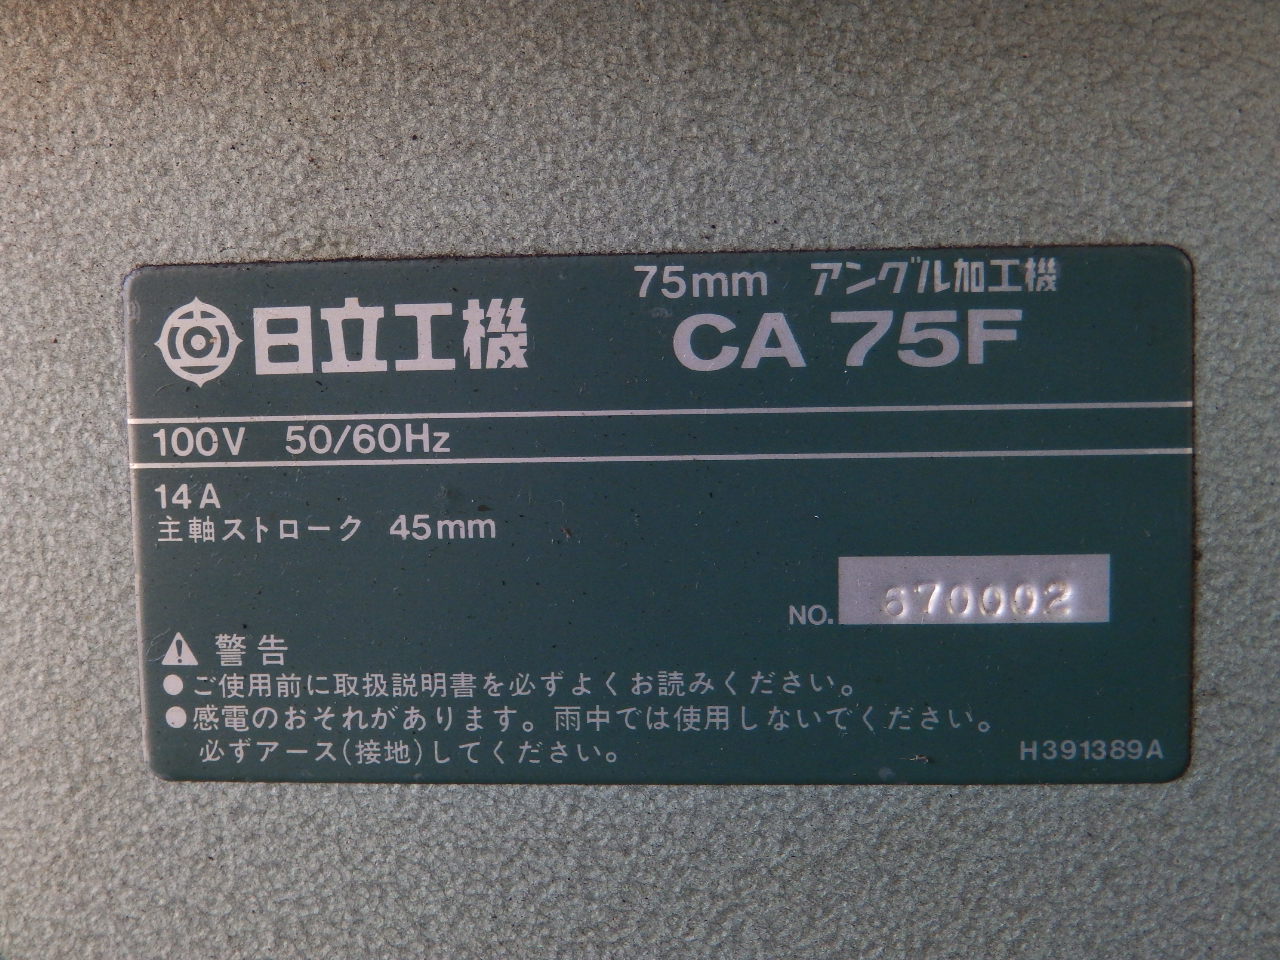 75mm アングル加工機
日立工機 CA 75F
100V 50/60Hz
14A
主軸ストローク 45mm
NO. 670002
警告
●ご使用前に取扱説明書を必ずよくお読みください。
●感電のおそれがあります。雨中では使用しないでください。
必ずアース(接地)してください。
H391389A